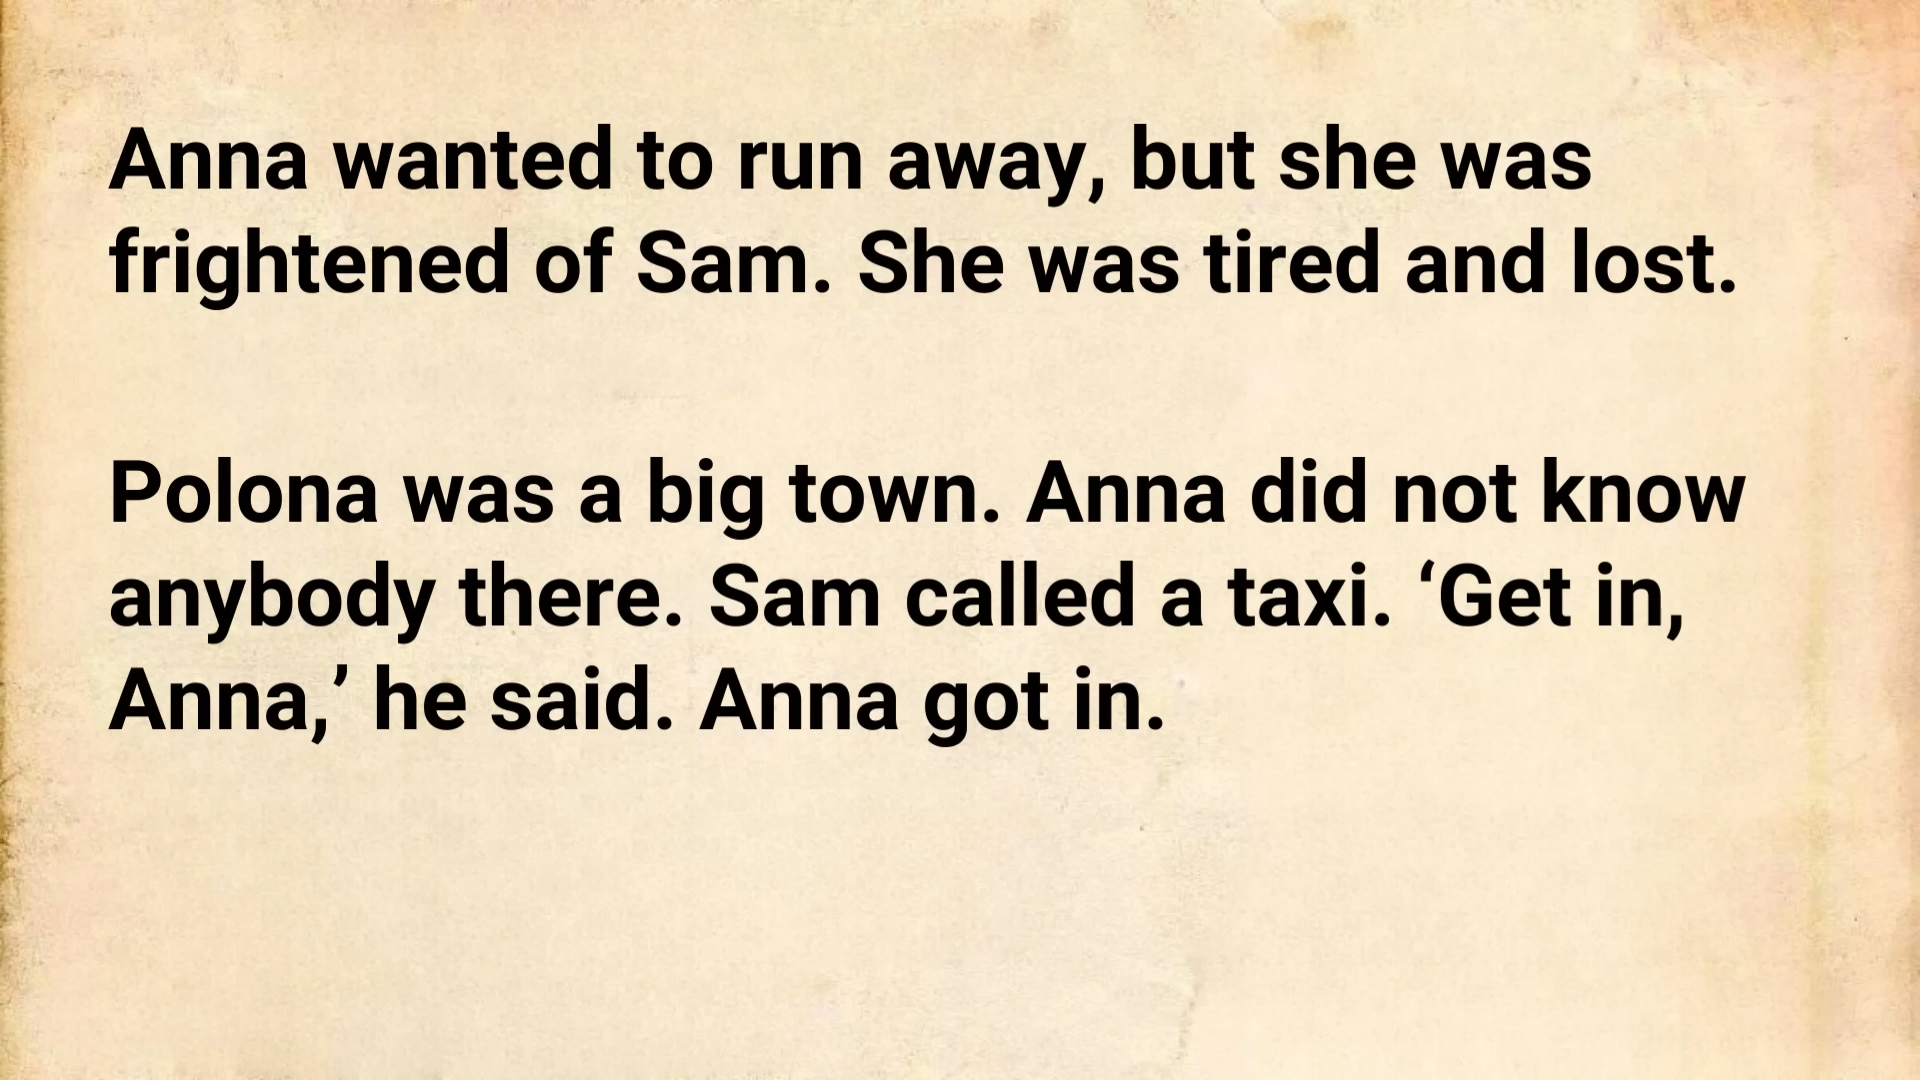 Anna wanted to run away, but she was
frightened of Sam. She was tired and lost.
Polona was a big town. Anna did not know
anybody there. Sam called a taxi. ‘Get in,
Anna,’ he said. Anna got in.